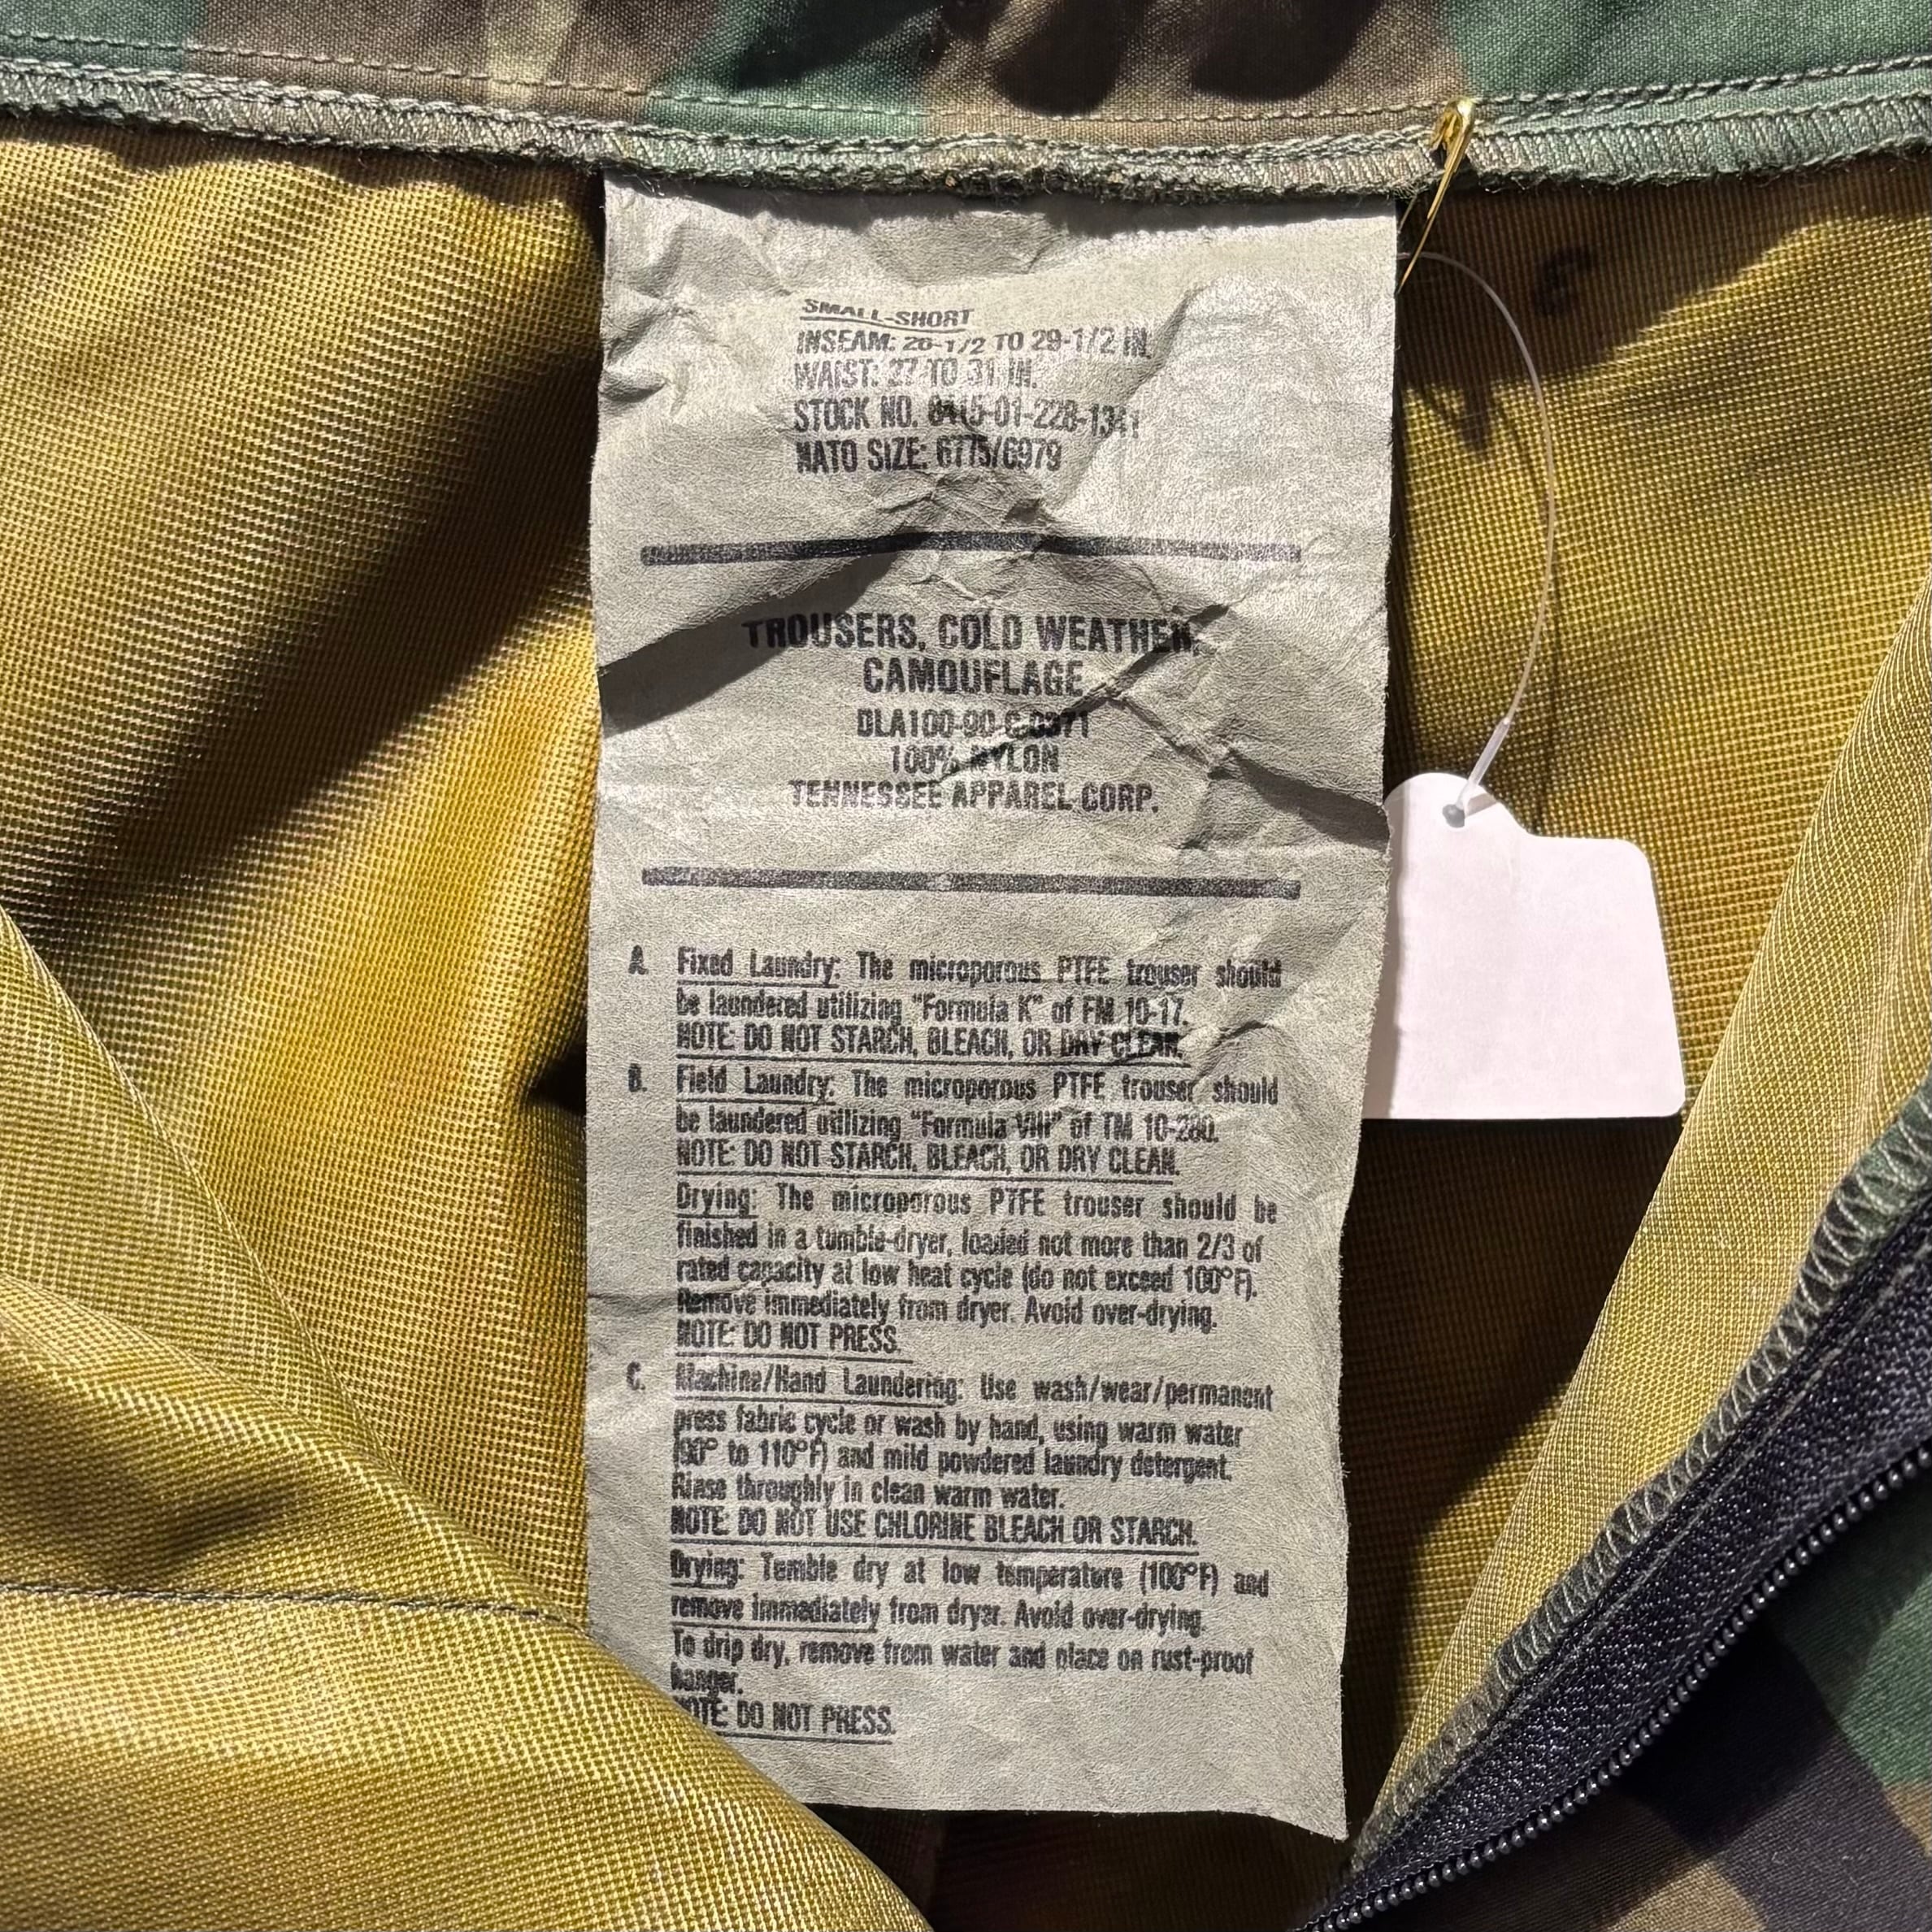 SMALL-SHORT
INSEAM: 26-1/2 TO 29-1/2 IN.
WAIST: 27 TO 31 IN.
STOCK NO. 8415-01-228-1341
NATO SIZE: 6775/6979
TROUSERS, COLD WEATHER,
CAMOUFLAGE
DLA100-90-C-0371
100% NYLON
TENNESSEE APPAREL CORP.
A. Fixed Laundry: The microporous PTFE trouser should
be laundered utilizing "Formula K" of FM 10-17.
NOTE: DO NOT STARCH, BLEACH, OR DRY CLEAN.
B. Field Laundry: The microporous PTFE trouser should
be laundered utilizing "Formula VIII" of TM 10-280.
NOTE: DO NOT STARCH, BLEACH, OR DRY CLEAN.
Drying: The microporous PTFE trouser should be
finished in a tumble-dryer, loaded not more than 2/3 of
rated capacity at low heat cycle (do not exceed 100°F).
Remove immediately from dryer. Avoid over-drying.
NOTE: DO NOT PRESS.
C. Machine/Hand Laundering: Use wash/wear/permanent
press fabric cycle or wash by hand, using warm water
(90° to 110°F) and mild powdered laundry detergent.
Rinse throughly in clean warm water.
NOTE: DO NOT USE CHLORINE BLEACH OR STARCH.
Drying: Tumble dry at low temperature (100°F) and
remove immediately from dryer. Avoid over-drying.
To drip dry, remove from water and place on rust-proof
hanger.
NOTE: DO NOT PRESS.